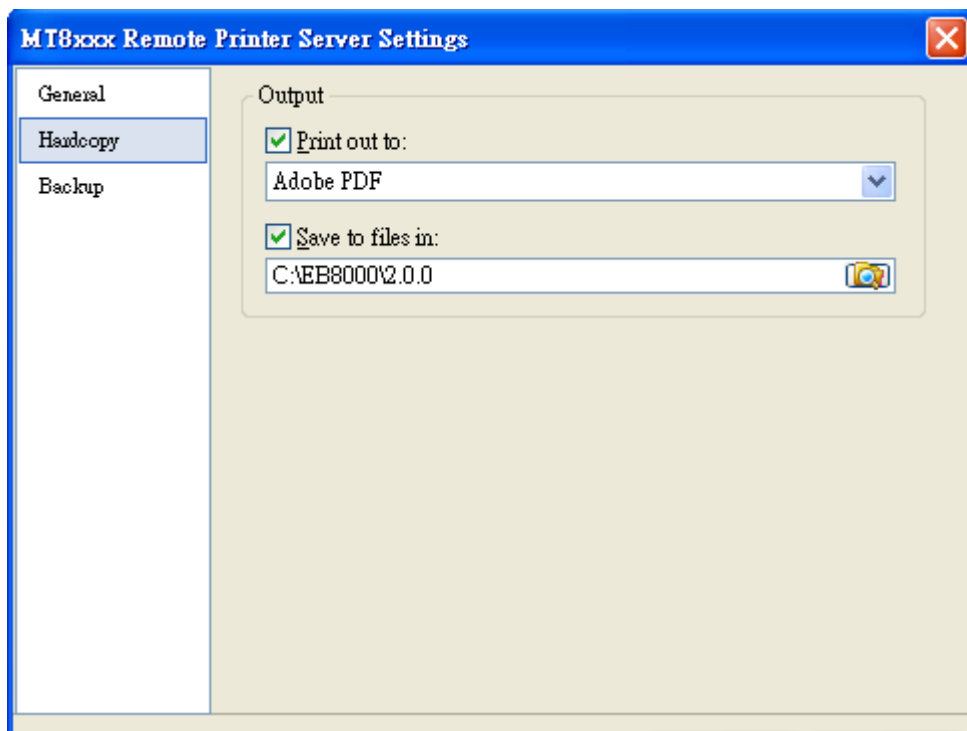 MT8xxx Remote Printer Server Settings
General
Hardcopy
Backup
Output
Print out to:
Adobe PDF
Save to files in:
C:\EB8000\2.0.0